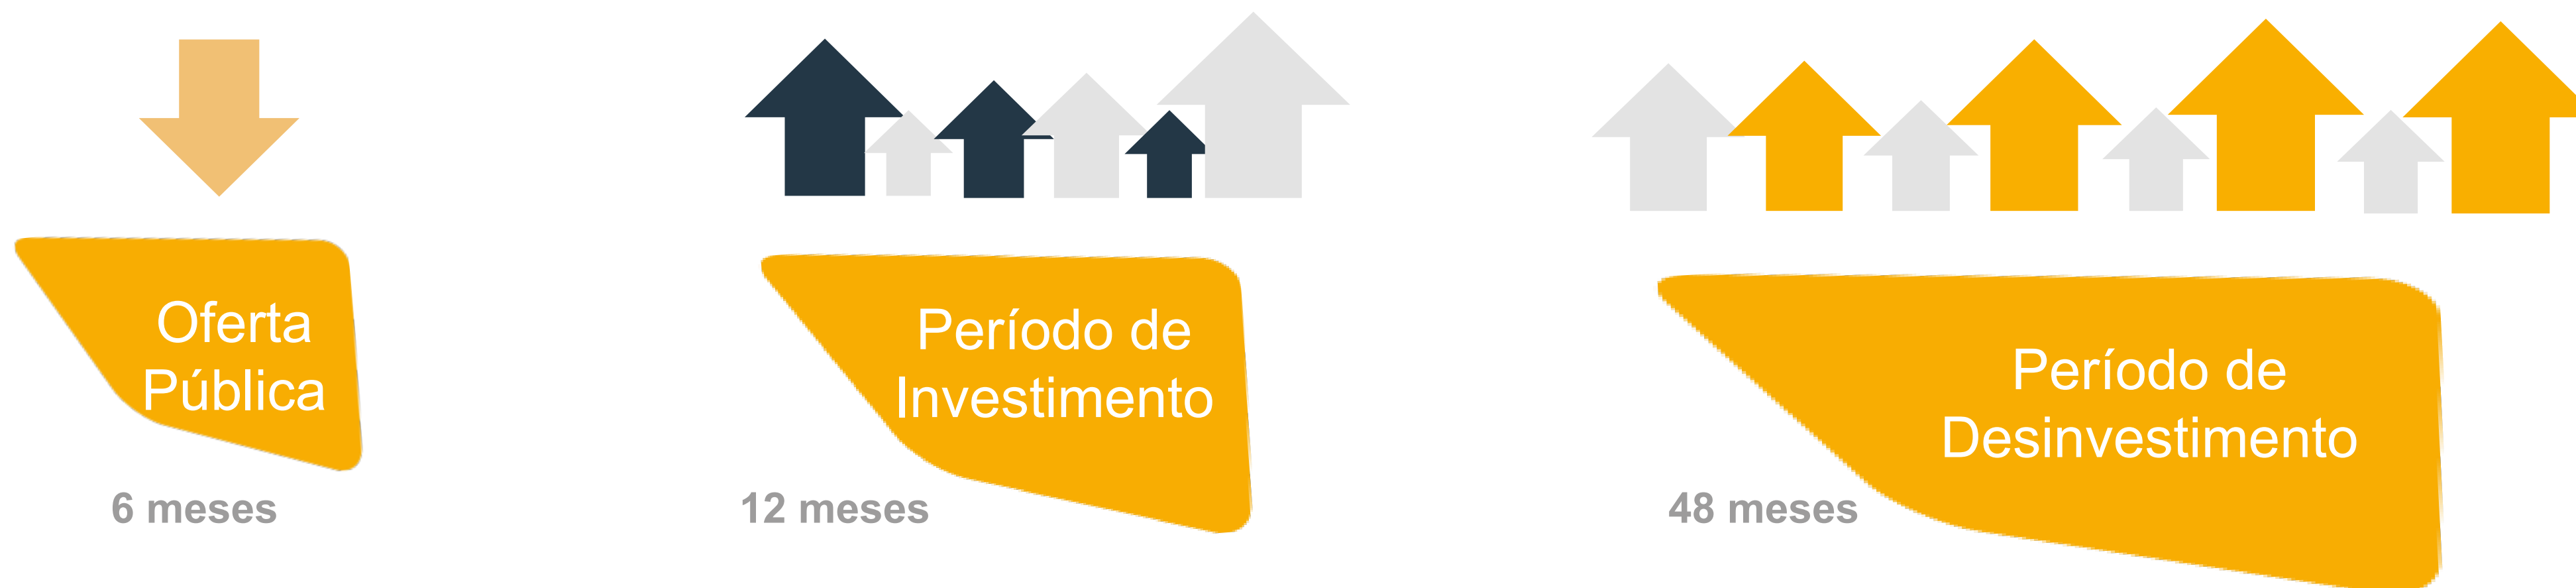 Oferta
Pública
6 meses
Período de
Investimento
12 meses
Período de
Desinvestimento
48 meses